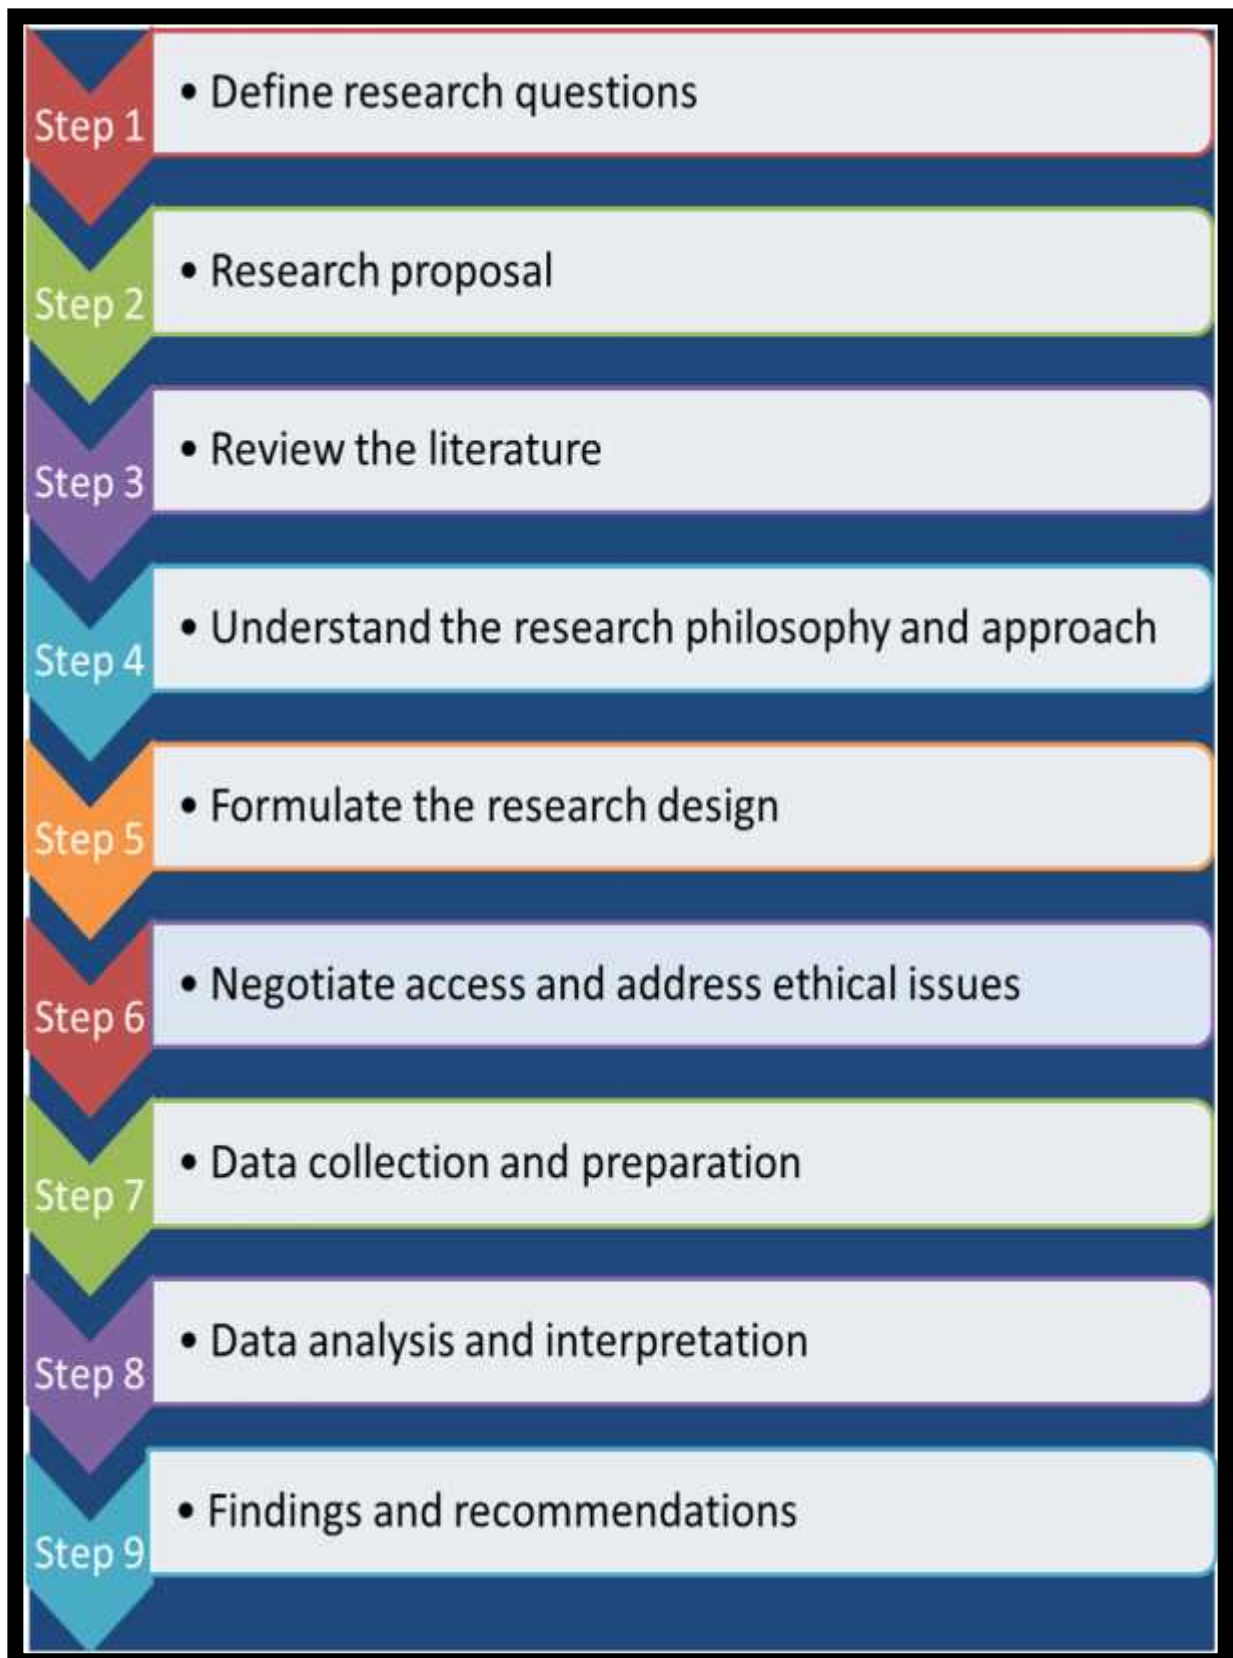 Step 1
• Define research questions
Step 2
• Research proposal
Step 3
• Review the literature
Step 4
• Understand the research philosophy and approach
Step 5
• Formulate the research design
Step 6
• Negotiate access and address ethical issues
Step 7
• Data collection and preparation
Step 8
• Data analysis and interpretation
Step 9
• Findings and recommendations